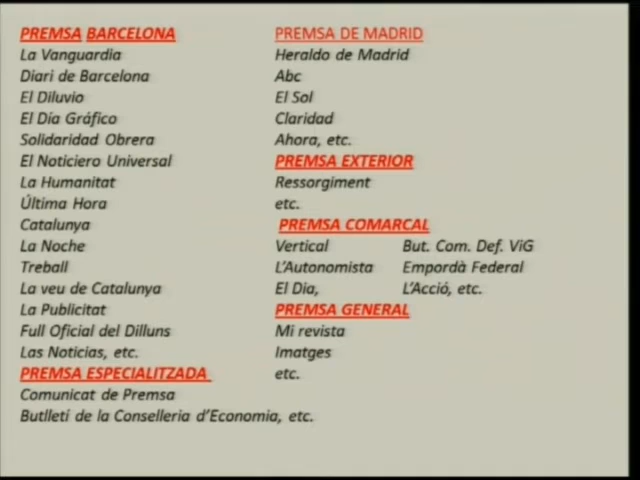 PREMSA BARCELONA
La Vanguardia
Diari de Barcelona
El Diluvio
El Día Gráfico
Solidaridad Obrera
El Noticiero Universal
La Humanitat
Última Hora
Catalunya
La Noche
Treball
La veu de Catalunya
La Publicitat
Full Oficial del Dilluns
Las Noticias, etc.
PREMSA ESPECIALITZADA
Comunicat de Premsa
Butlletí de la Conselleria d’Economia, etc.
PREMSA DE MADRID
Heraldo de Madrid
Abc
El Sol
Claridad
Ahora, etc.
PREMSA EXTERIOR
Ressorgiment
etc.
PREMSA COMARCAL
Vertical But. Com. Def. ViG
L’Autonomista Empordà Federal
El Dia, L’Acció, etc.
PREMSA GENERAL
Mi revista
Imatges
etc.